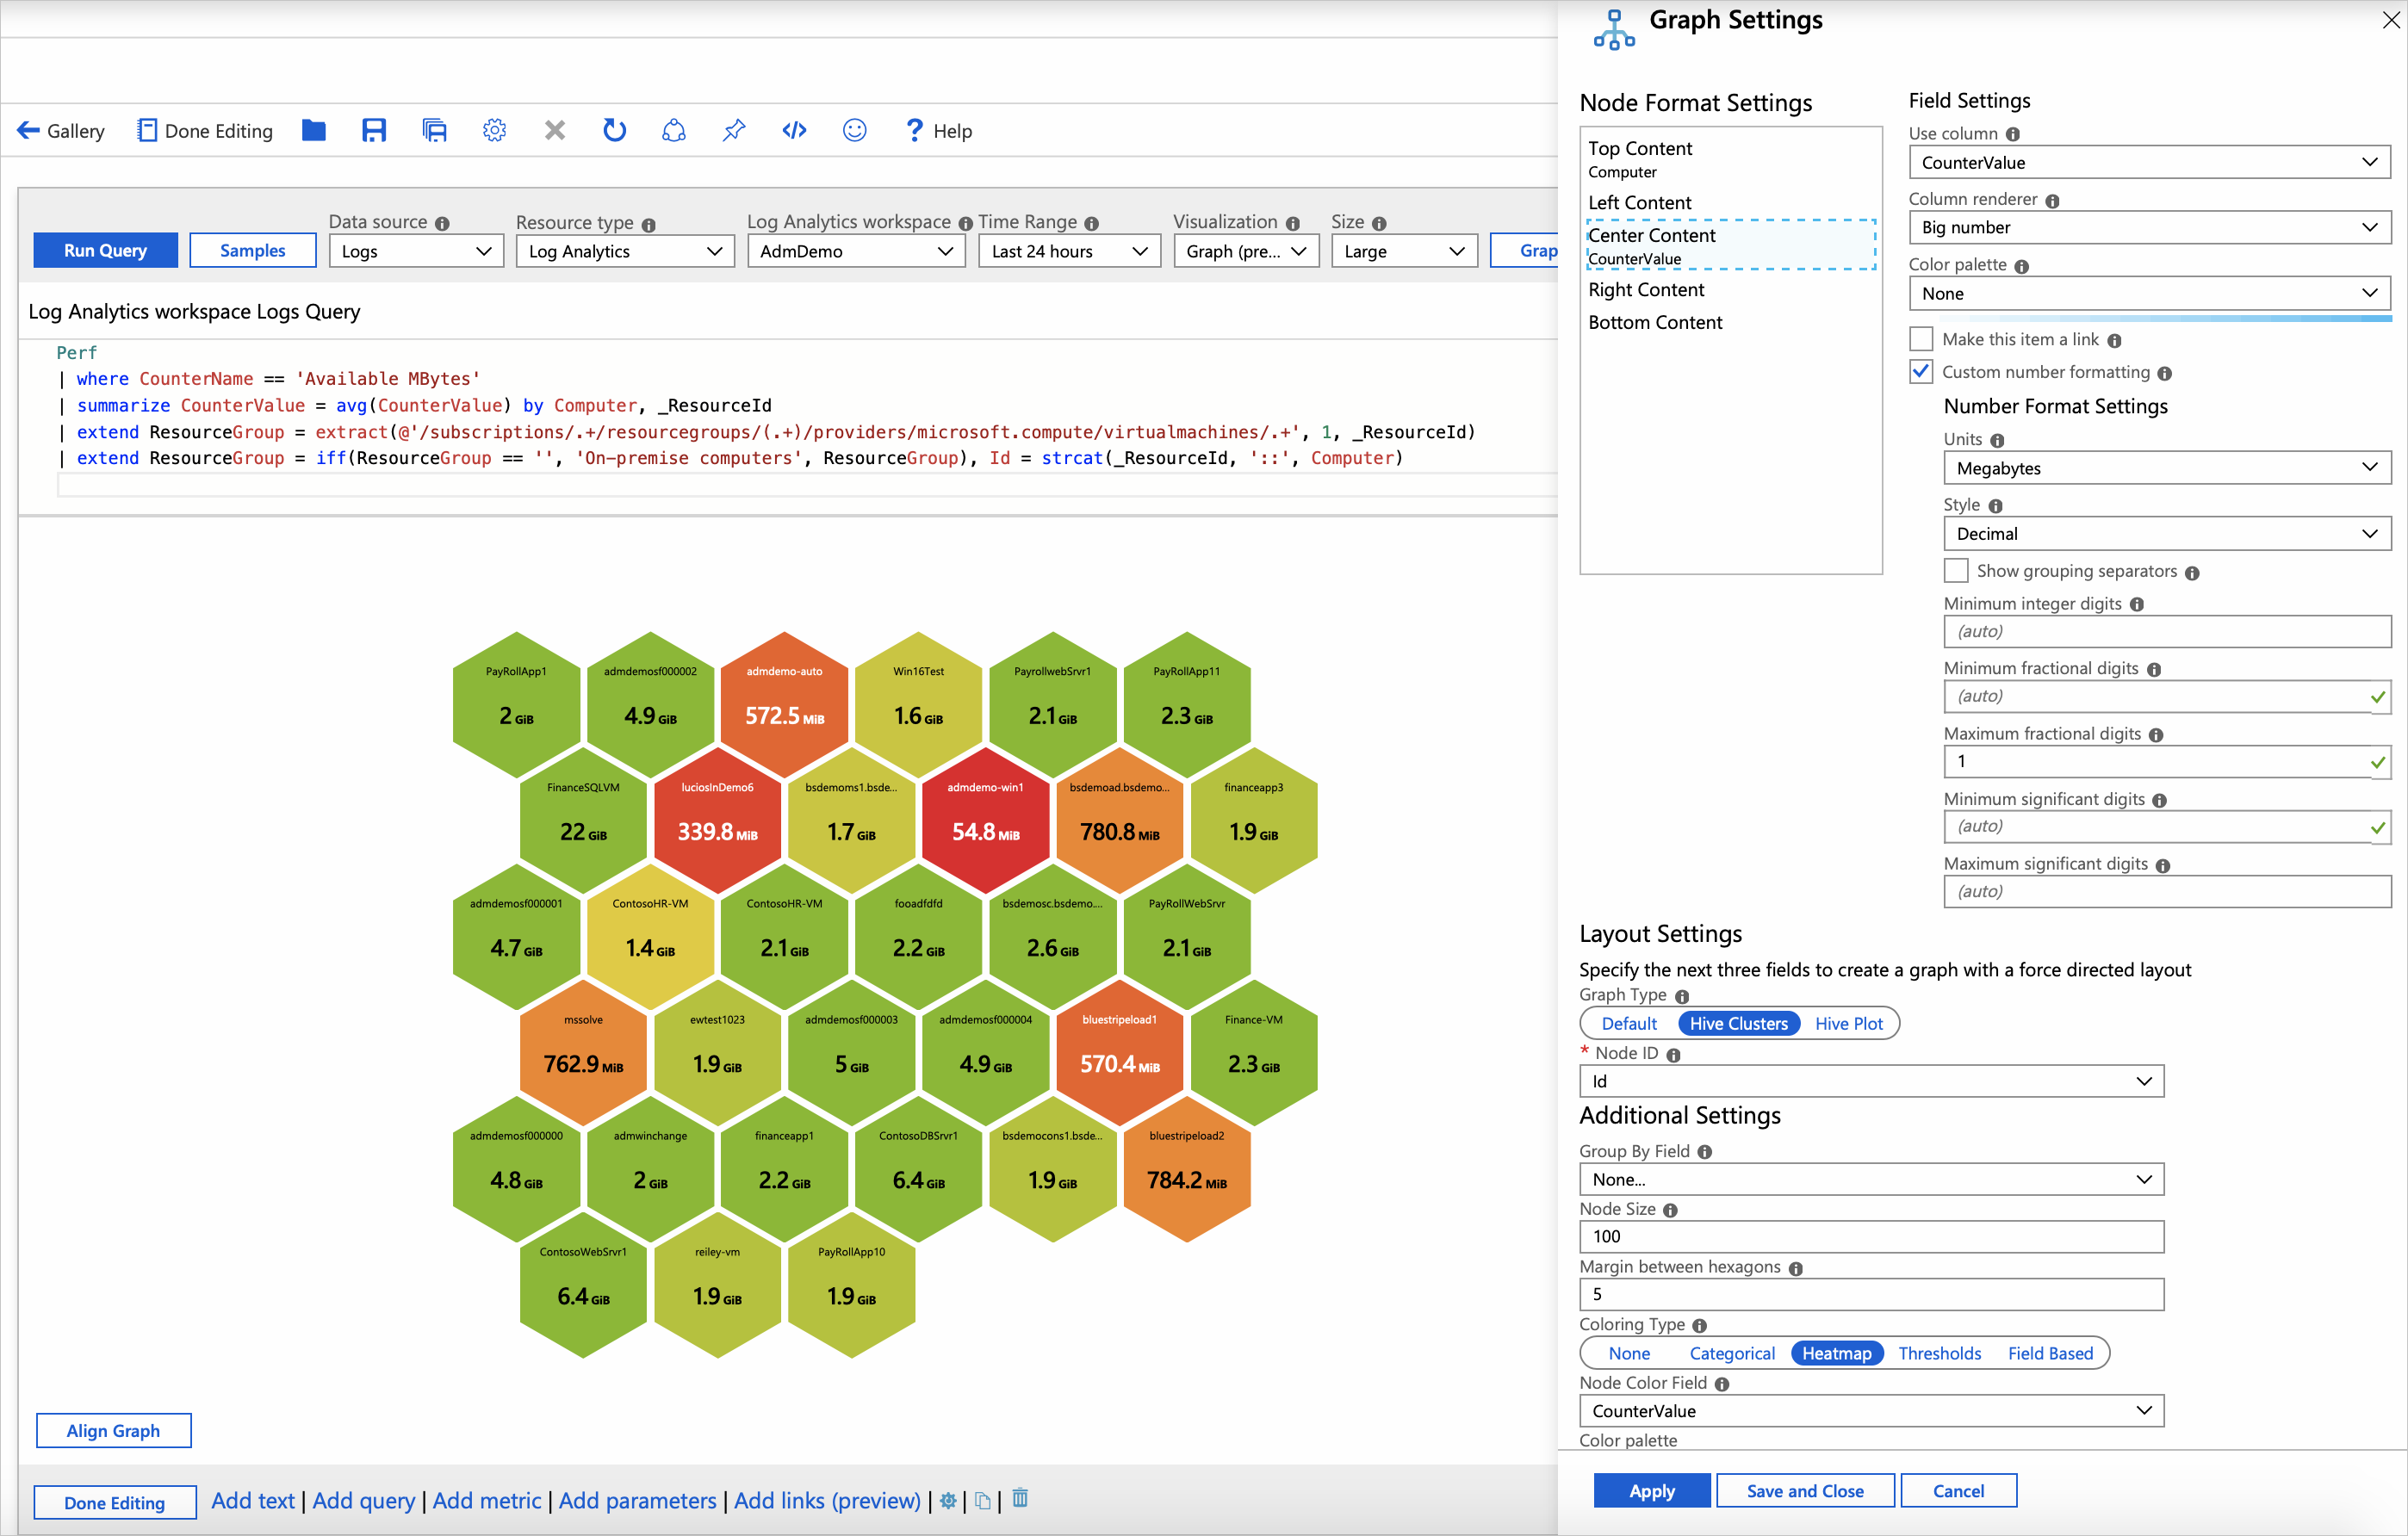 Gallery
Done Editing
Help
Data source
Resource type
Log Analytics workspace
Time Range
Visualization
Size
Run Query
Samples
Logs
Log Analytics
AdmDemo
Last 24 hours
Graph (pre...
Large
Grap
Log Analytics workspace Logs Query
Perf
| where CounterName == 'Available MBytes'
| summarize CounterValue = avg(CounterValue) by Computer, _ResourceId
| extend ResourceGroup = extract(@'/subscriptions/.+/resourcegroups/(.+)/providers/microsoft.compute/virtualmachines/.+', 1, _ResourceId)
| extend ResourceGroup = iff(ResourceGroup == '', 'On-premise computers', ResourceGroup), Id = strcat(_ResourceId, '::', Computer)
PayRollApp1
2 GiB
admdemosf000002
4.9 GiB
admdemo-auto
572.5 MiB
Win16Test
1.6 GiB
PayrollwebSrvr1
2.1 GiB
PayRollApp11
2.3 GiB
FinanceSQLVM
22 GiB
luciosInDemo6
339.8 MiB
bsdemoms1.bsde...
1.7 GiB
admdemo-win1
54.8 MiB
bsdemoad.bsdemo...
780.8 MiB
financeapp3
1.9 GiB
admdemosf000001
4.7 GiB
ContosoHR-VM
1.4 GiB
ContosoHR-VM
2.1 GiB
fooadfdfd
2.2 GiB
bsdemosc.bsdemo....
2.6 GiB
PayRollWebSrvr
2.1 GiB
mssolve
762.9 MiB
ewtest1023
1.9 GiB
admdemosf000003
5 GiB
admdemosf000004
4.9 GiB
bluestripeload1
570.4 MiB
Finance-VM
2.3 GiB
admdemosf000000
4.8 GiB
admwinchange
2 GiB
financeapp1
2.2 GiB
ContosoDBSrvr1
6.4 GiB
bsdemocons1.bsde...
1.9 GiB
bluestripeload2
784.2 MiB
ContosoWebSrvr1
6.4 GiB
reiley-vm
1.9 GiB
PayRollApp10
1.9 GiB
Align Graph
Done Editing
Add text | Add query | Add metric | Add parameters | Add links (preview) | | |
Graph Settings
Node Format Settings
Top Content
Computer
Left Content
Center Content
CounterValue
Right Content
Bottom Content
Field Settings
Use column
CounterValue
Column renderer
Big number
Color palette
None
Make this item a link
Custom number formatting
Number Format Settings
Units
Megabytes
Style
Decimal
Show grouping separators
Minimum integer digits
(auto)
Minimum fractional digits
(auto)
Maximum fractional digits
1
Minimum significant digits
(auto)
Maximum significant digits
(auto)
Layout Settings
Specify the next three fields to create a graph with a force directed layout
Graph Type
Default
Hive Clusters
Hive Plot
* Node ID
Id
Additional Settings
Group By Field
None...
Node Size
100
Margin between hexagons
5
Coloring Type
None
Categorical
Heatmap
Thresholds
Field Based
Node Color Field
CounterValue
Color palette
Apply
Save and Close
Cancel